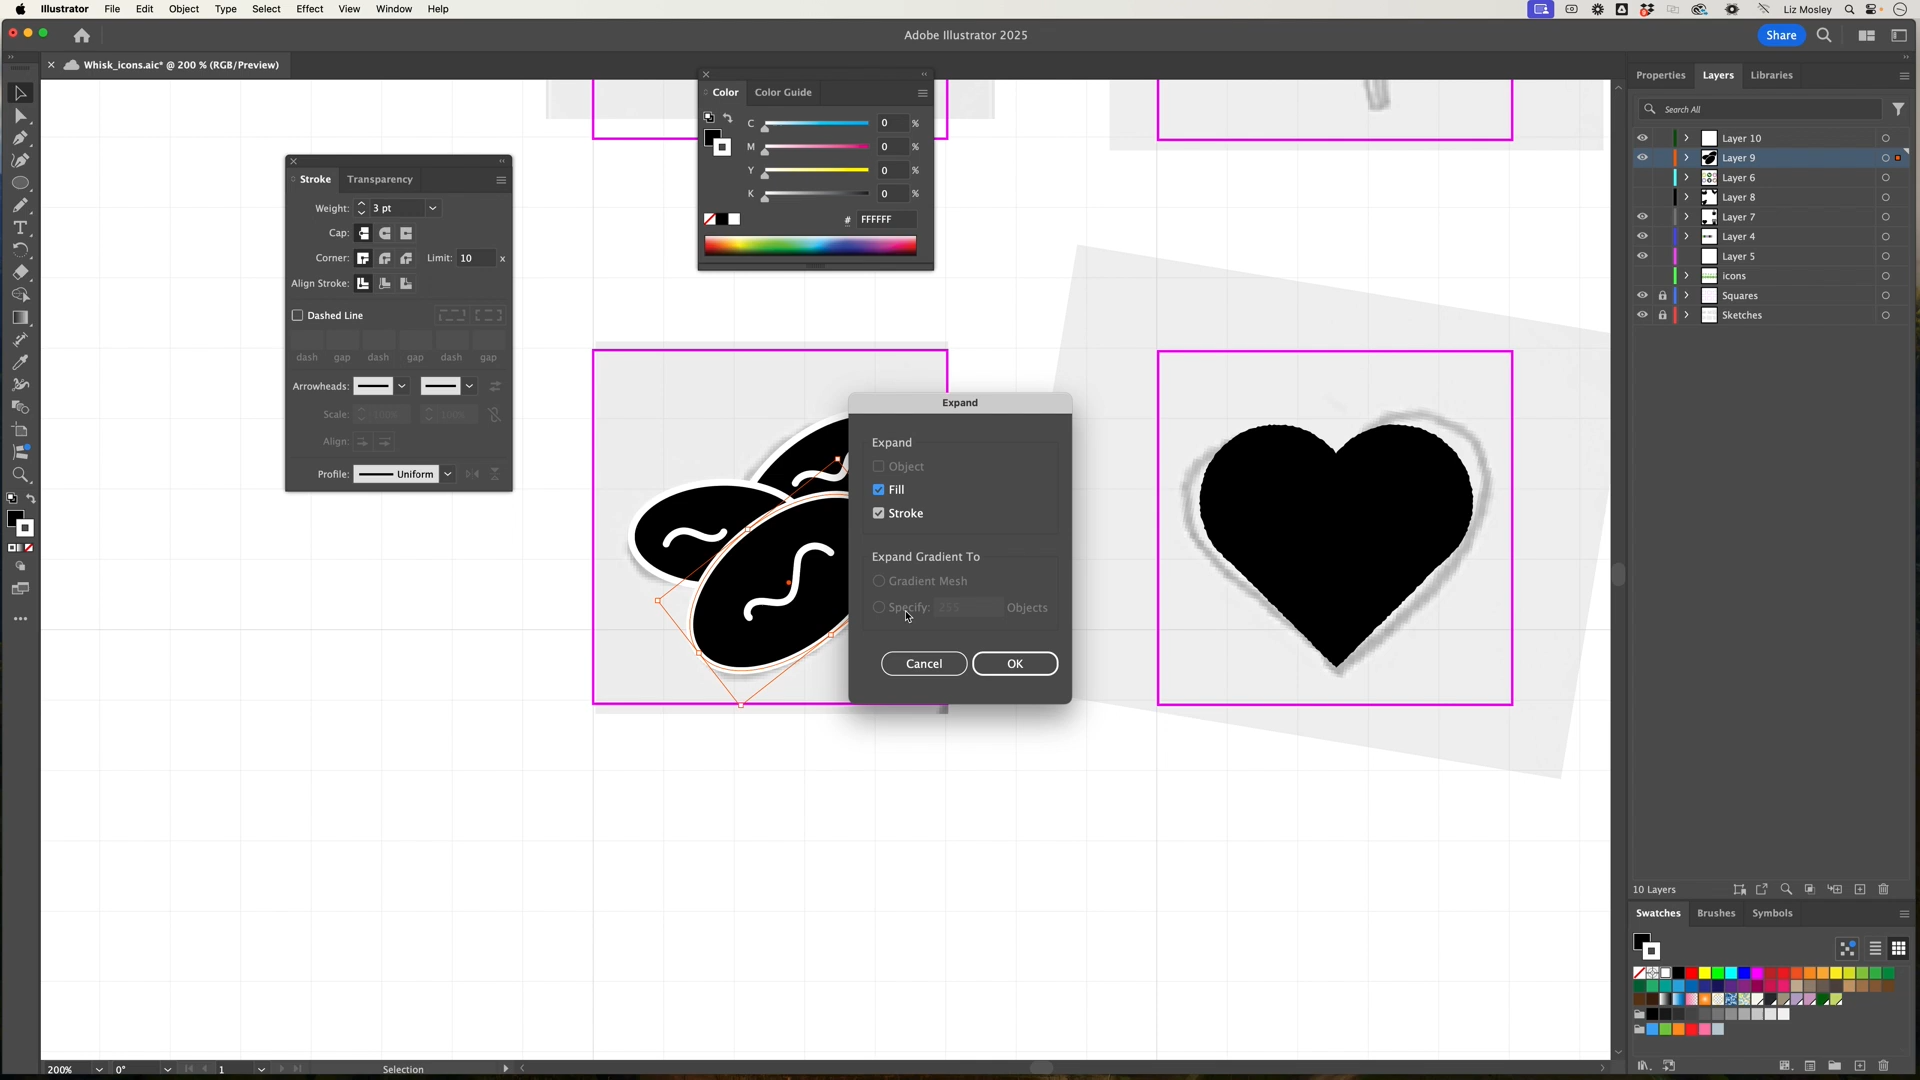 Illustrator File Edit Object Type Select Effect View Window Help Liz Mosley
Adobe Illustrator 2025 Share
Whisk_icons.aic* @ 200 % (RGB/Preview)
Properties Layers Libraries
Search All
Layer 10
Layer 9
Layer 6
Layer 8
Layer 7
Layer 4
Layer 5
icons
Squares
Sketches
10 Layers
Color Color Guide
C 0 %
M 0 %
Y 0 %
K 0 %
# FFFFFF
Stroke Transparency
Weight: 3 pt
Cap:
Corner: Limit: 10 x
Align Stroke:
Dashed Line
dash gap dash gap dash gap
Arrowheads:
Scale: 100% 100%
Align:
Profile: Uniform
Expand
Expand
Object
Fill
Stroke
Expand Gradient To
Gradient Mesh
Specify: 255 Objects
Cancel OK
Swatches Brushes Symbols
200% 0° 1 Selection